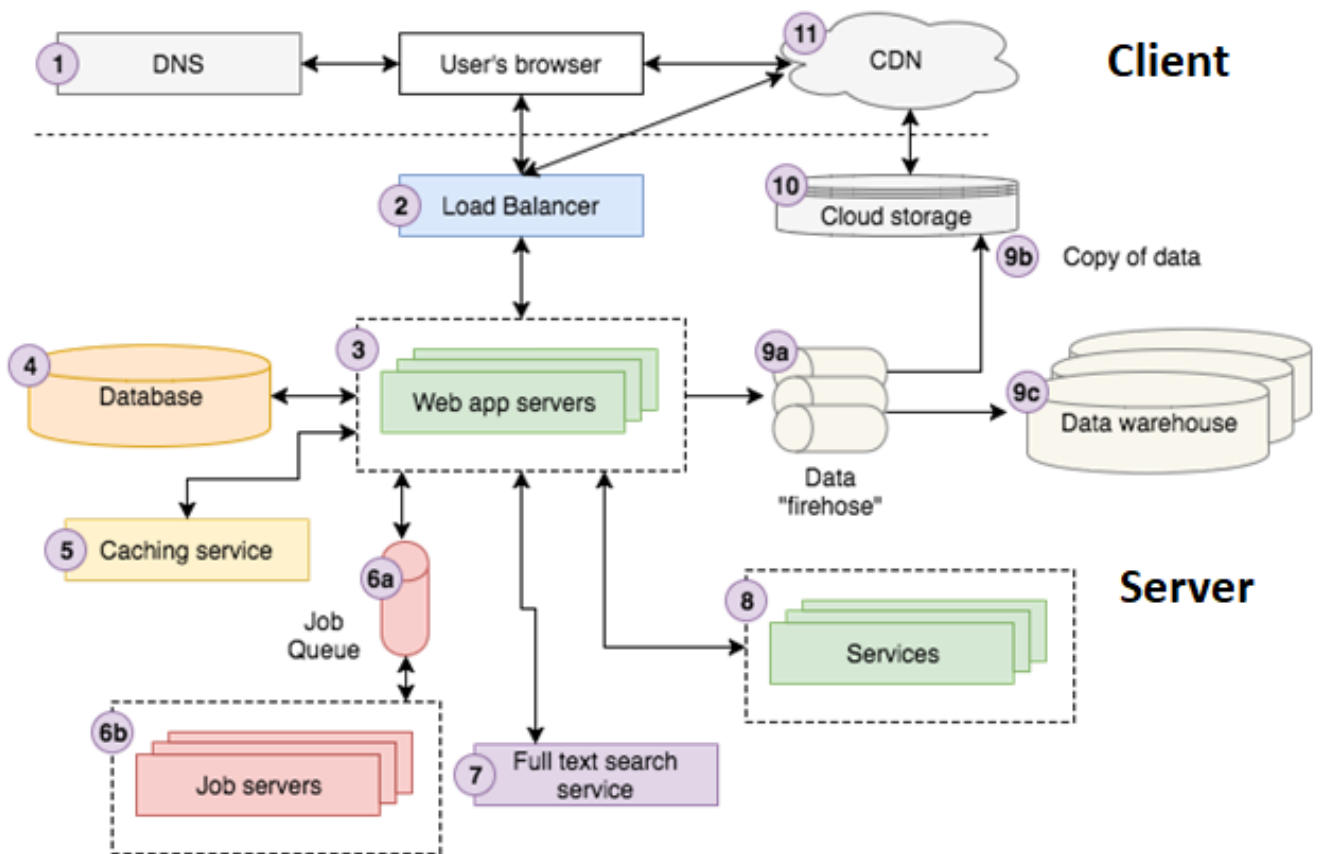 1
DNS
User's browser
11
CDN
Client
2
Load Balancer
10
Cloud storage
9b
Copy of data
3
Web app servers
4
Database
9a
Data
"firehose"
9c
Data warehouse
5
Caching service
6a
Job
Queue
Server
8
Services
6b
Job servers
7
Full text search
service